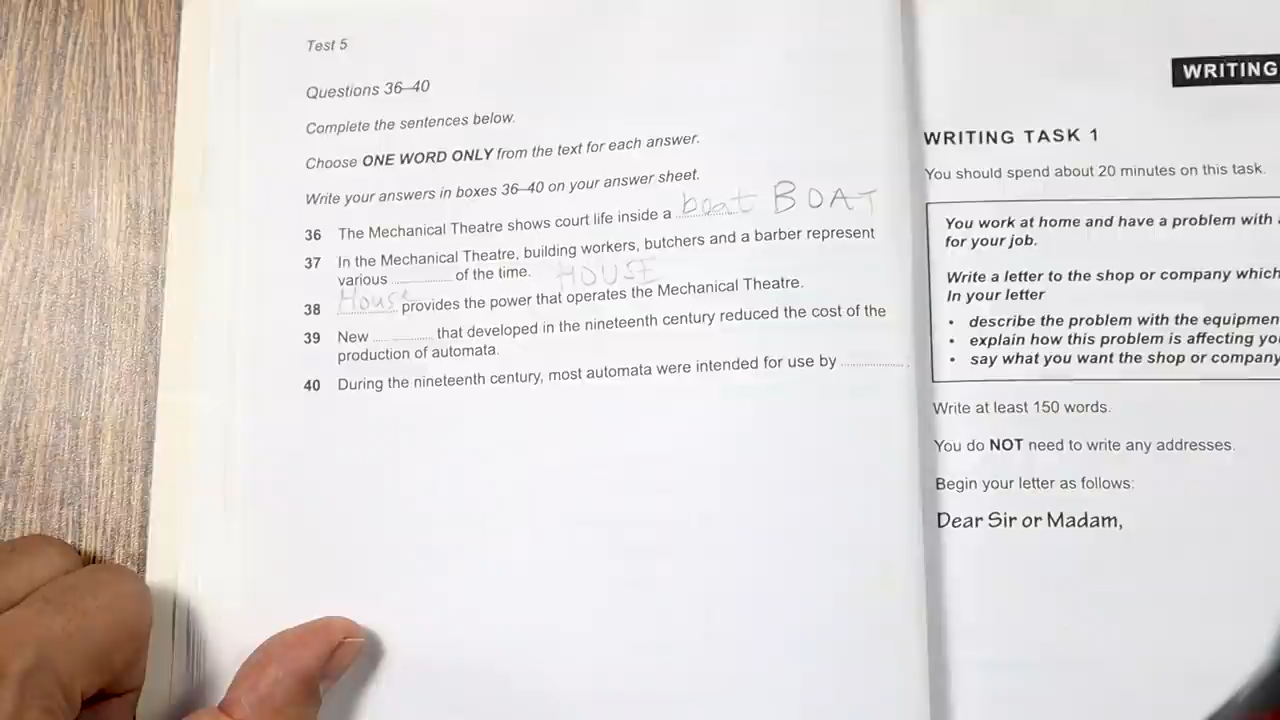 Test 5
Questions 36–40
Complete the sentences below.
Choose ONE WORD ONLY from the text for each answer.
Write your answers in boxes 36–40 on your answer sheet.
36 The Mechanical Theatre shows court life inside a boat BOAT
37 In the Mechanical Theatre, building workers, butchers and a barber represent
various .................. of the time. HOUSE
38 House provides the power that operates the Mechanical Theatre.
39 New .................. that developed in the nineteenth century reduced the cost of the
production of automata.
40 During the nineteenth century, most automata were intended for use by .................. .
WRITING
WRITING TASK 1
You should spend about 20 minutes on this task.
You work at home and have a problem with
for your job.
Write a letter to the shop or company which
In your letter
• describe the problem with the equipmen
• explain how this problem is affecting yo
• say what you want the shop or company
Write at least 150 words.
You do NOT need to write any addresses.
Begin your letter as follows:
Dear Sir or Madam,